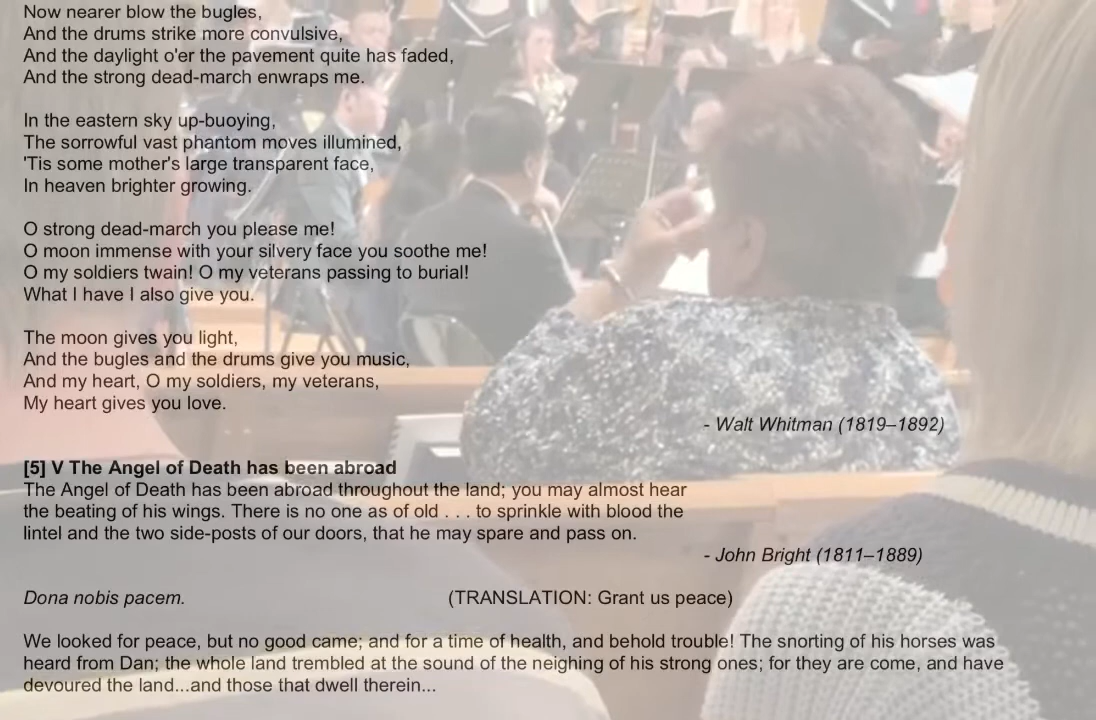 Now nearer blow the bugles,
And the drums strike more convulsive,
And the daylight o'er the pavement quite has faded,
And the strong dead-march enwraps me.
In the eastern sky up-buoying,
The sorrowful vast phantom moves illumined,
'Tis some mother's large transparent face,
In heaven brighter growing.
O strong dead-march you please me!
O moon immense with your silvery face you soothe me!
O my soldiers twain! O my veterans passing to burial!
What I have I also give you.
The moon gives you light,
And the bugles and the drums give you music,
And my heart, O my soldiers, my veterans,
My heart gives you love.
- Walt Whitman (1819–1892)
[5] V The Angel of Death has been abroad
The Angel of Death has been abroad throughout the land; you may almost hear
the beating of his wings. There is no one as of old . . . to sprinkle with blood the
lintel and the two side-posts of our doors, that he may spare and pass on.
- John Bright (1811–1889)
Dona nobis pacem. (TRANSLATION: Grant us peace)
We looked for peace, but no good came; and for a time of health, and behold trouble! The snorting of his horses was
heard from Dan; the whole land trembled at the sound of the neighing of his strong ones; for they are come, and have
devoured the land...and those that dwell therein...